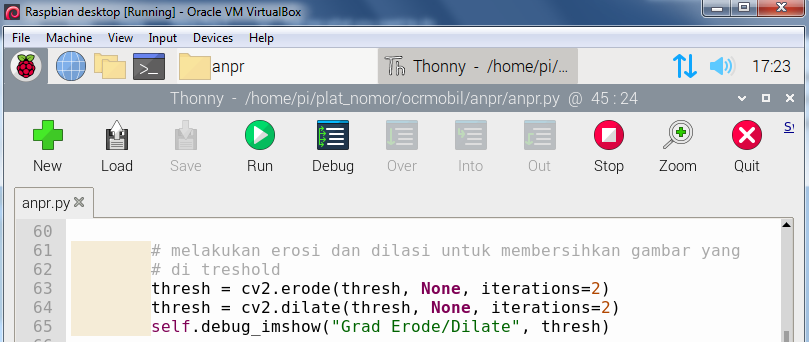 Raspbian desktop [Running] - Oracle VM VirtualBox
File Machine View Input Devices Help
anpr Thonny - /home/pi/... 17:23
Thonny - /home/pi/plat_nomor/ocrmobil/anpr/anpr.py @ 45 : 24
New Load Save Run Debug Over Into Out Stop Zoom Quit
anpr.py
60
61 # melakukan erosi dan dilasi untuk membersihkan gambar yang
62 # di treshold
63 thresh = cv2.erode(thresh, None, iterations=2)
64 thresh = cv2.dilate(thresh, None, iterations=2)
65 self.debug_imshow("Grad Erode/Dilate", thresh)